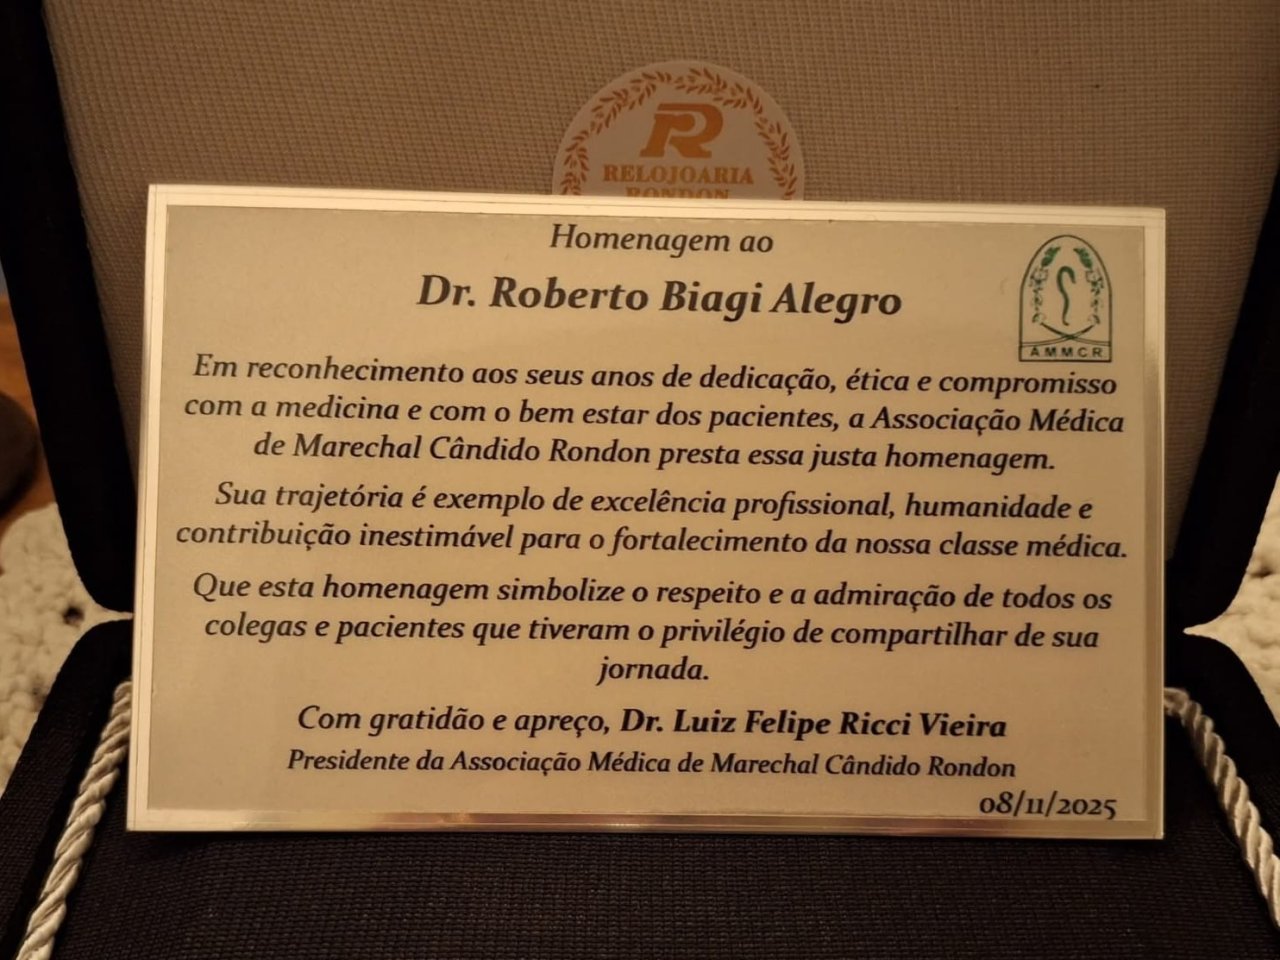 R
RELOJOARIA
RONDON
Homenagem ao
Dr. Roberto Biagi Alegro
AMMCR
Em reconhecimento aos seus anos de dedicação, ética e compromisso
com a medicina e com o bem estar dos pacientes, a Associação Médica
de Marechal Cândido Rondon presta essa justa homenagem.
Sua trajetória é exemplo de excelência profissional, humanidade e
contribuição inestimável para o fortalecimento da nossa classe médica.
Que esta homenagem simbolize o respeito e a admiração de todos os
colegas e pacientes que tiveram o privilégio de compartilhar de sua
jornada.
Com gratidão e apreço, Dr. Luiz Felipe Ricci Vieira
Presidente da Associação Médica de Marechal Cândido Rondon
08/11/2025